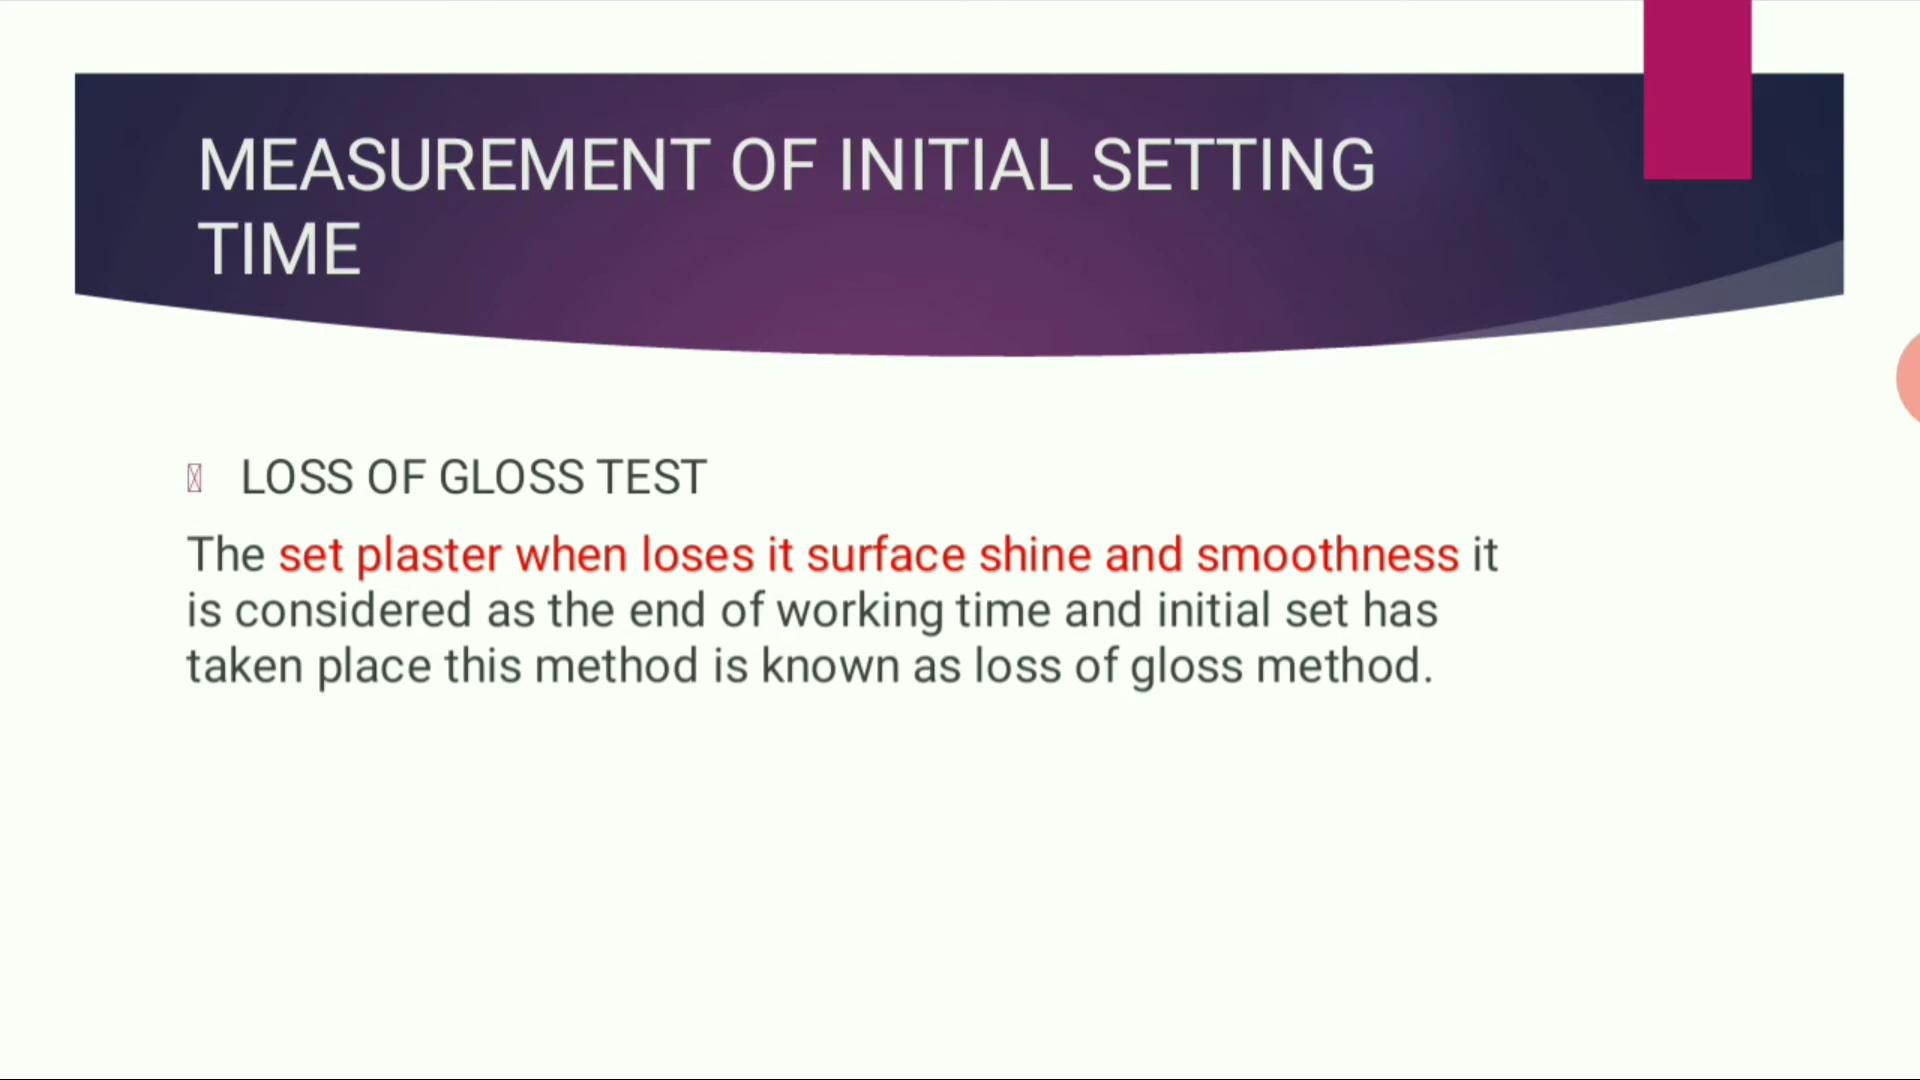 MEASUREMENT OF INITIAL SETTING
TIME
LOSS OF GLOSS TEST
The set plaster when loses it surface shine and smoothness it
is considered as the end of working time and initial set has
taken place this method is known as loss of gloss method.